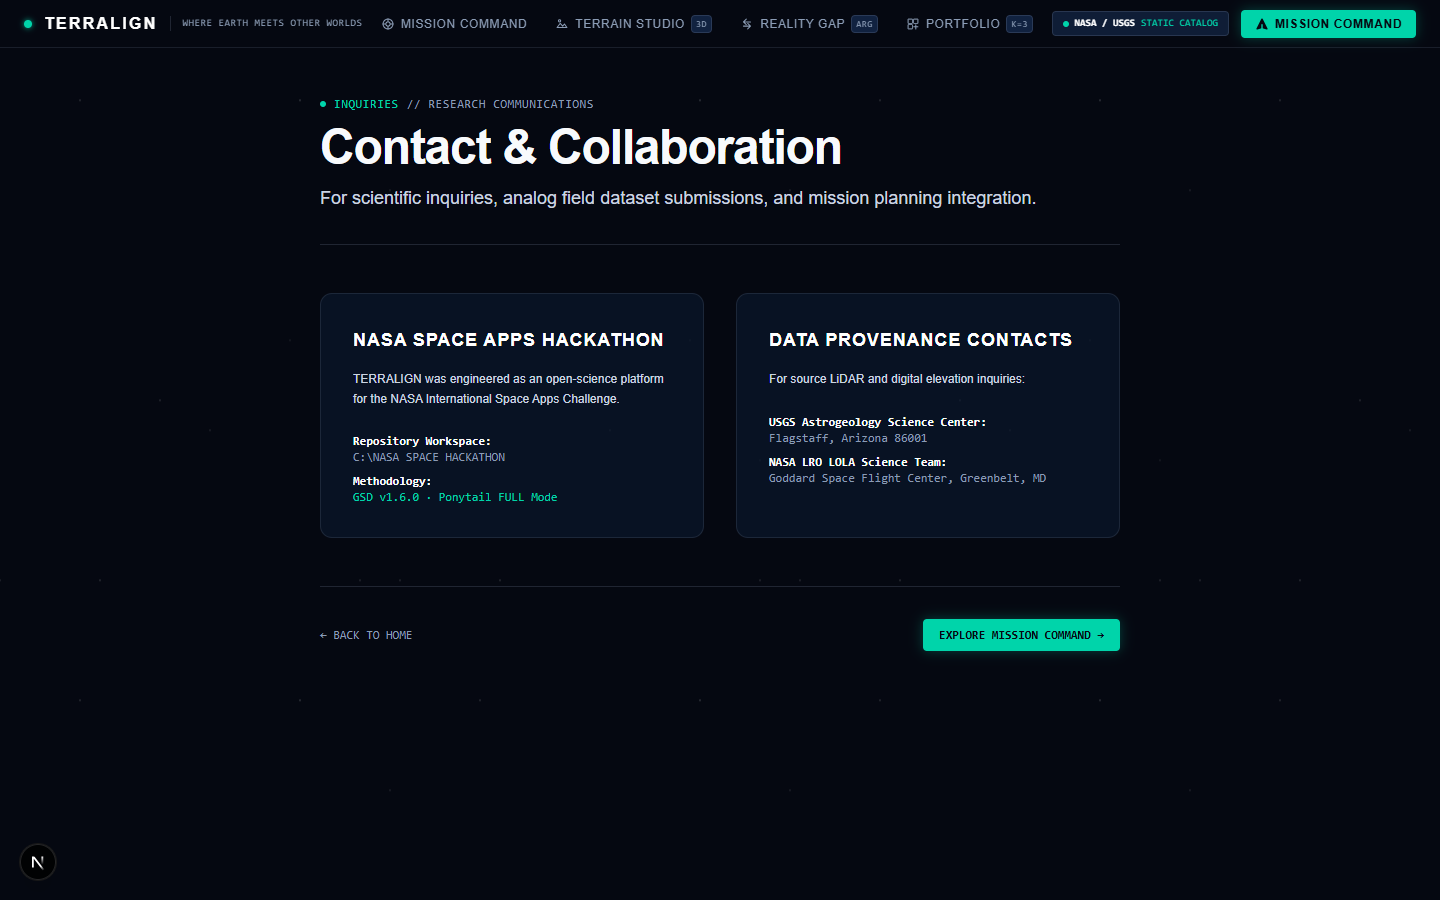 TERRALIGN
WHERE EARTH MEETS OTHER WORLDS
MISSION COMMAND
TERRAIN STUDIO 3D
REALITY GAP ARG
PORTFOLIO K=3
NASA / USGS STATIC CATALOG
MISSION COMMAND
INQUIRIES // RESEARCH COMMUNICATIONS
Contact & Collaboration
For scientific inquiries, analog field dataset submissions, and mission planning integration.
NASA SPACE APPS HACKATHON
TERRALIGN was engineered as an open-science platform
for the NASA International Space Apps Challenge.
Repository Workspace:
C:\NASA SPACE HACKATHON
Methodology:
GSD v1.6.0 · Ponytail FULL Mode
DATA PROVENANCE CONTACTS
For source LiDAR and digital elevation inquiries:
USGS Astrogeology Science Center:
Flagstaff, Arizona 86001
NASA LRO LOLA Science Team:
Goddard Space Flight Center, Greenbelt, MD
← BACK TO HOME
EXPLORE MISSION COMMAND →
N